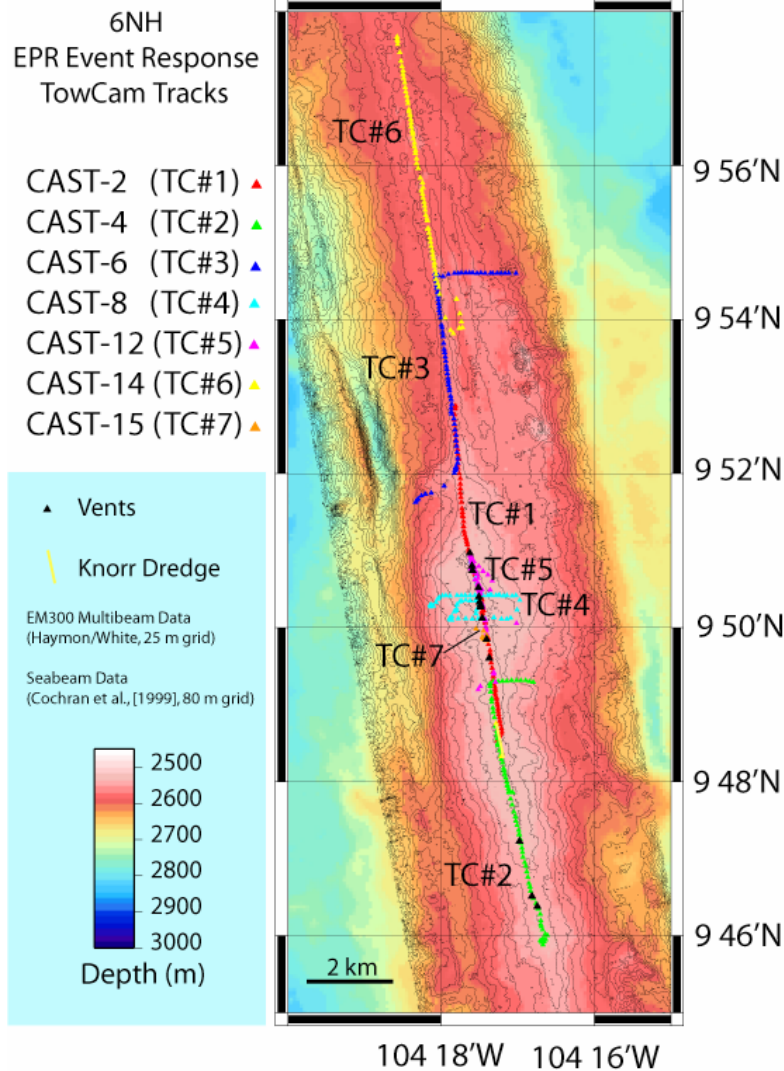 6NH
EPR Event Response
TowCam Tracks
CAST-2 (TC#1)
CAST-4 (TC#2)
CAST-6 (TC#3)
CAST-8 (TC#4)
CAST-12 (TC#5)
CAST-14 (TC#6)
CAST-15 (TC#7)
Vents
Knorr Dredge
EM300 Multibeam Data
(Haymon/White, 25 m grid)
Seabeam Data
(Cochran et al., [1999], 80 m grid)
2500
2600
2700
2800
2900
3000
Depth (m)
TC#6
TC#3
TC#1
TC#5
TC#4
TC#7
TC#2
2 km
9 56'N
9 54'N
9 52'N
9 50'N
9 48'N
9 46'N
104 18'W
104 16'W